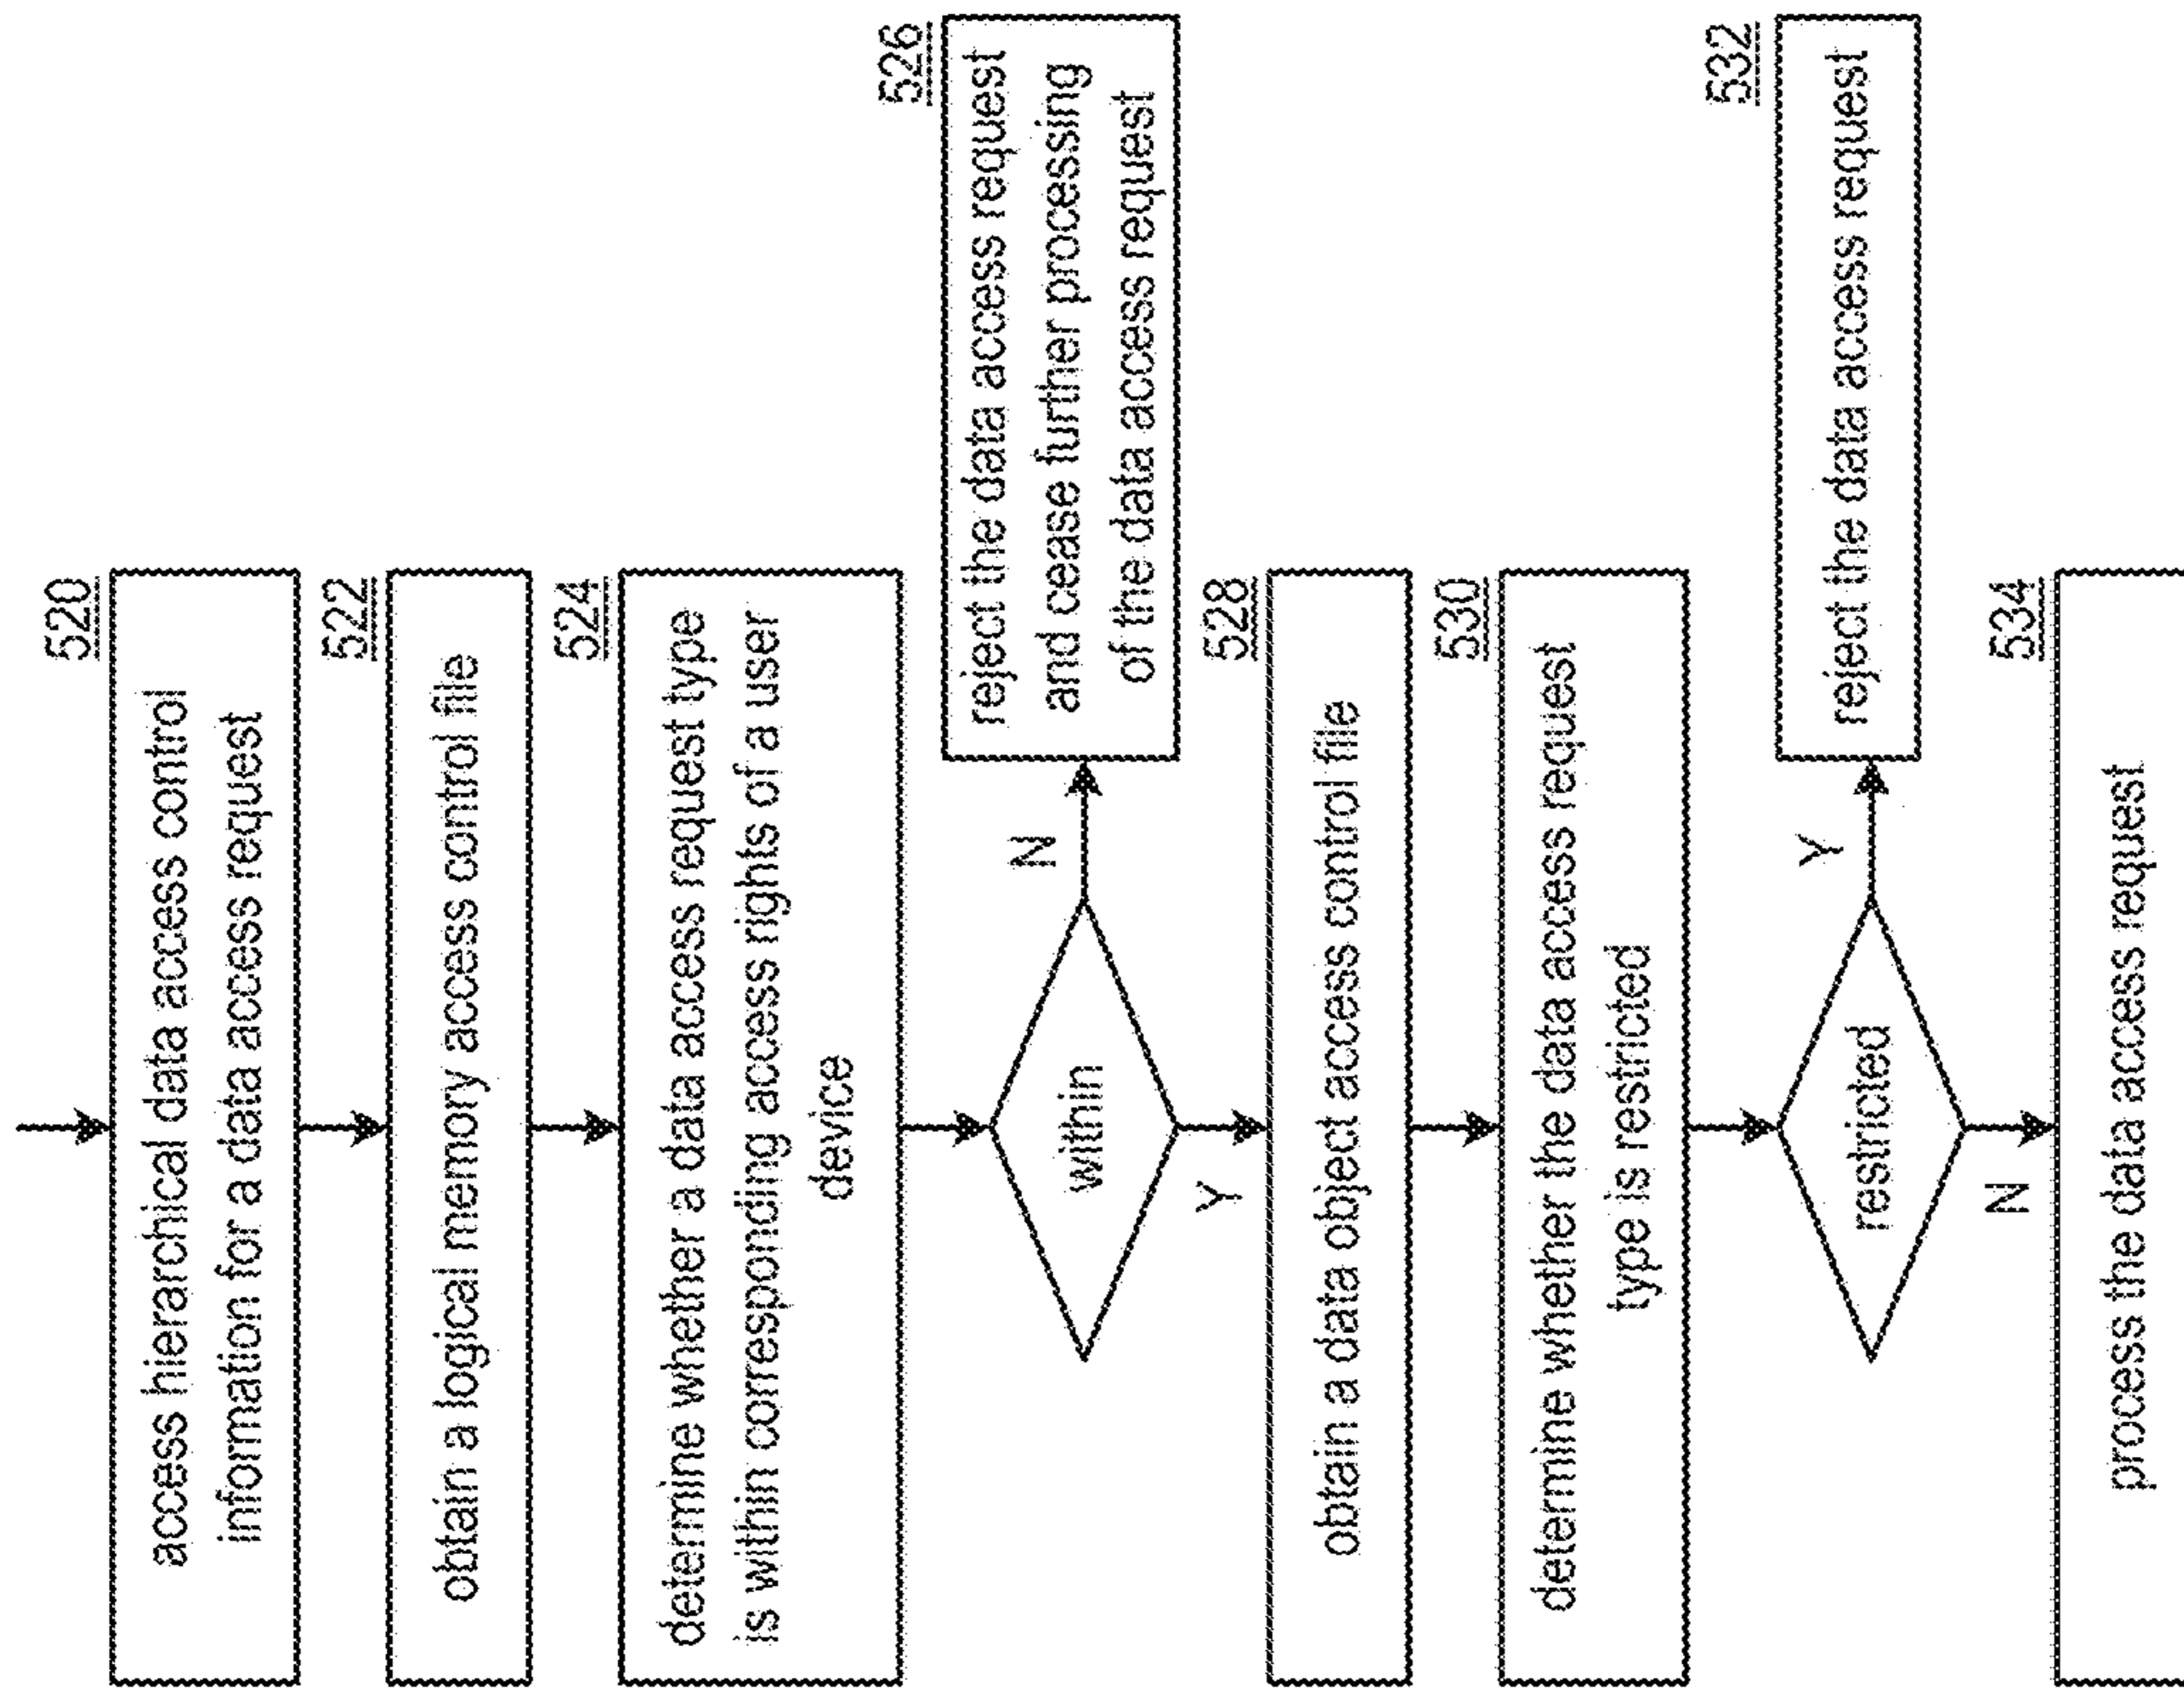 520
access hierarchical data access control
information for a data access request
522
obtain a logical memory access control file
524
determine whether a data access request type
is within corresponding access rights of a user
device
within
N
526
reject the data access request
and cease further processing
of the data access request
Y
528
obtain a data object access control file
530
determine whether the data access request
type is restricted
restricted
Y
532
reject the data access request
N
534
process the data access request